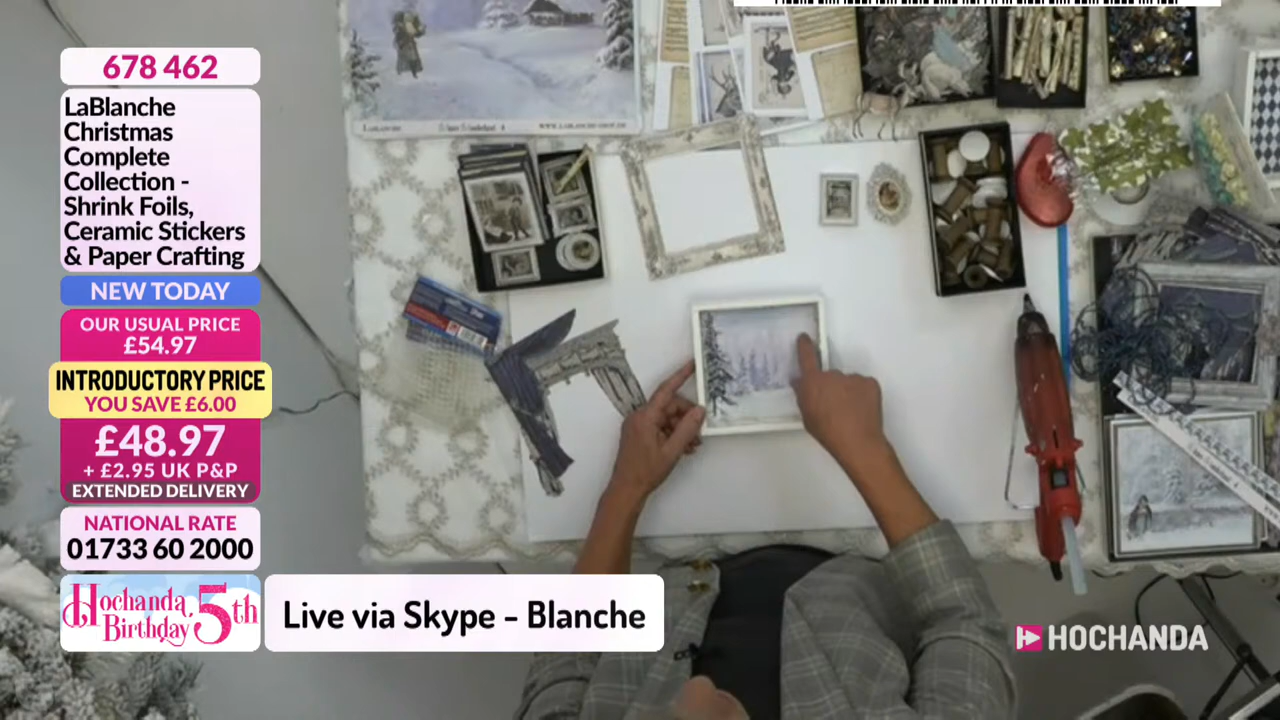 678 462
LaBlanche
Christmas
Complete
Collection -
Shrink Foils,
Ceramic Stickers
& Paper Crafting
NEW TODAY
OUR USUAL PRICE
£54.97
INTRODUCTORY PRICE
YOU SAVE £6.00
£48.97
+ £2.95 UK P&P
EXTENDED DELIVERY
NATIONAL RATE
01733 60 2000
Hochanda
Birthday 5th
Live via Skype - Blanche
HOCHANDA